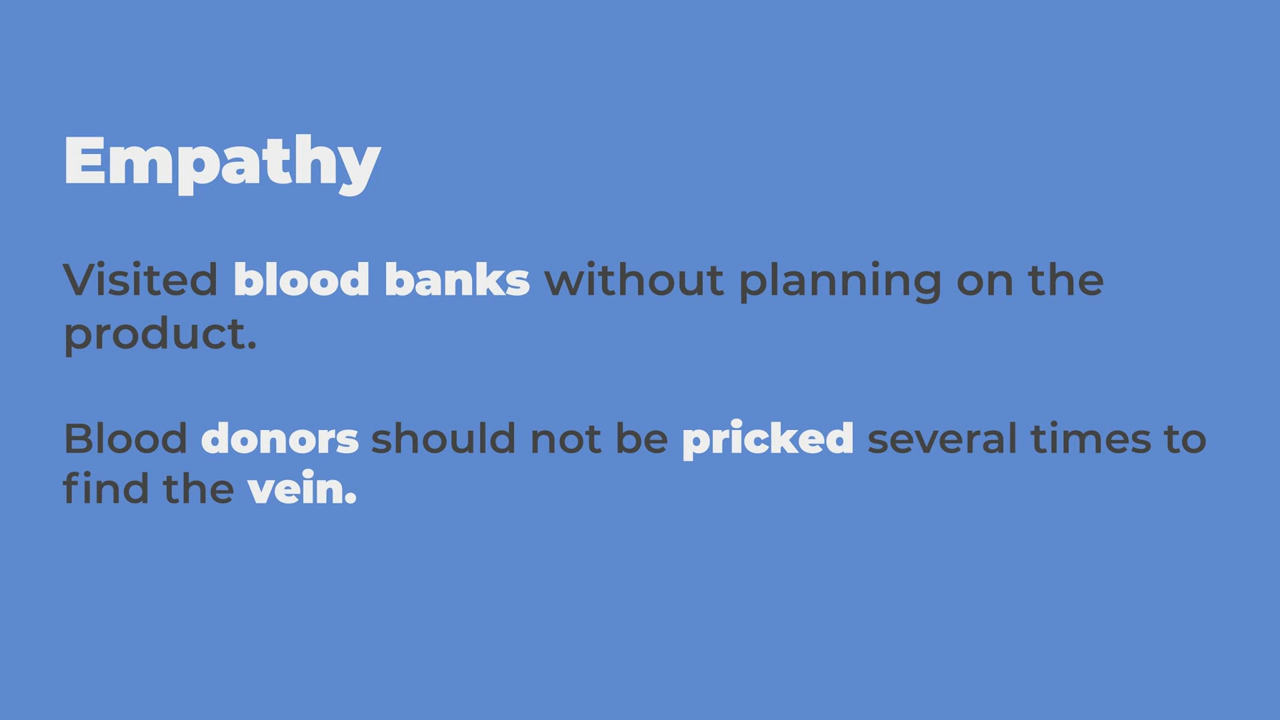 Empathy
Visited blood banks without planning on the
product.
Blood donors should not be pricked several times to
find the vein.